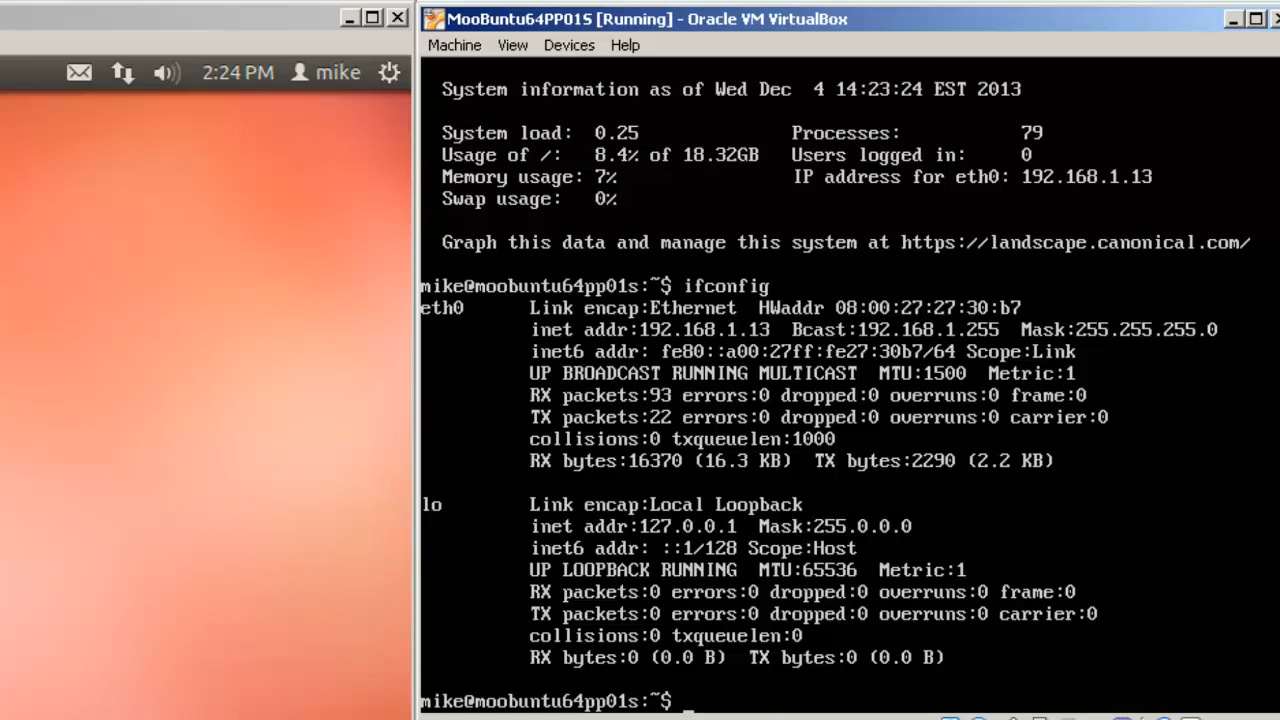 2:24 PM mike
MooBuntu64PP01S [Running] - Oracle VM VirtualBox
Machine View Devices Help
System information as of Wed Dec  4 14:23:24 EST 2013
System load:  0.25 Processes: 79
Usage of /:   8.4% of 18.32GB Users logged in: 0
Memory usage: 7% IP address for eth0: 192.168.1.13
Swap usage:   0%
Graph this data and manage this system at https://landscape.canonical.com/
mike@moobuntu64pp01s:~$ ifconfig
eth0 Link encap:Ethernet  HWaddr 08:00:27:27:30:b7
inet addr:192.168.1.13  Bcast:192.168.1.255  Mask:255.255.255.0
inet6 addr: fe80::a00:27ff:fe27:30b7/64 Scope:Link
UP BROADCAST RUNNING MULTICAST  MTU:1500  Metric:1
RX packets:93 errors:0 dropped:0 overruns:0 frame:0
TX packets:22 errors:0 dropped:0 overruns:0 carrier:0
collisions:0 txqueuelen:1000
RX bytes:16370 (16.3 KB)  TX bytes:2290 (2.2 KB)
lo Link encap:Local Loopback
inet addr:127.0.0.1  Mask:255.0.0.0
inet6 addr: ::1/128 Scope:Host
UP LOOPBACK RUNNING  MTU:65536  Metric:1
RX packets:0 errors:0 dropped:0 overruns:0 frame:0
TX packets:0 errors:0 dropped:0 overruns:0 carrier:0
collisions:0 txqueuelen:0
RX bytes:0 (0.0 B)  TX bytes:0 (0.0 B)
mike@moobuntu64pp01s:~$ _